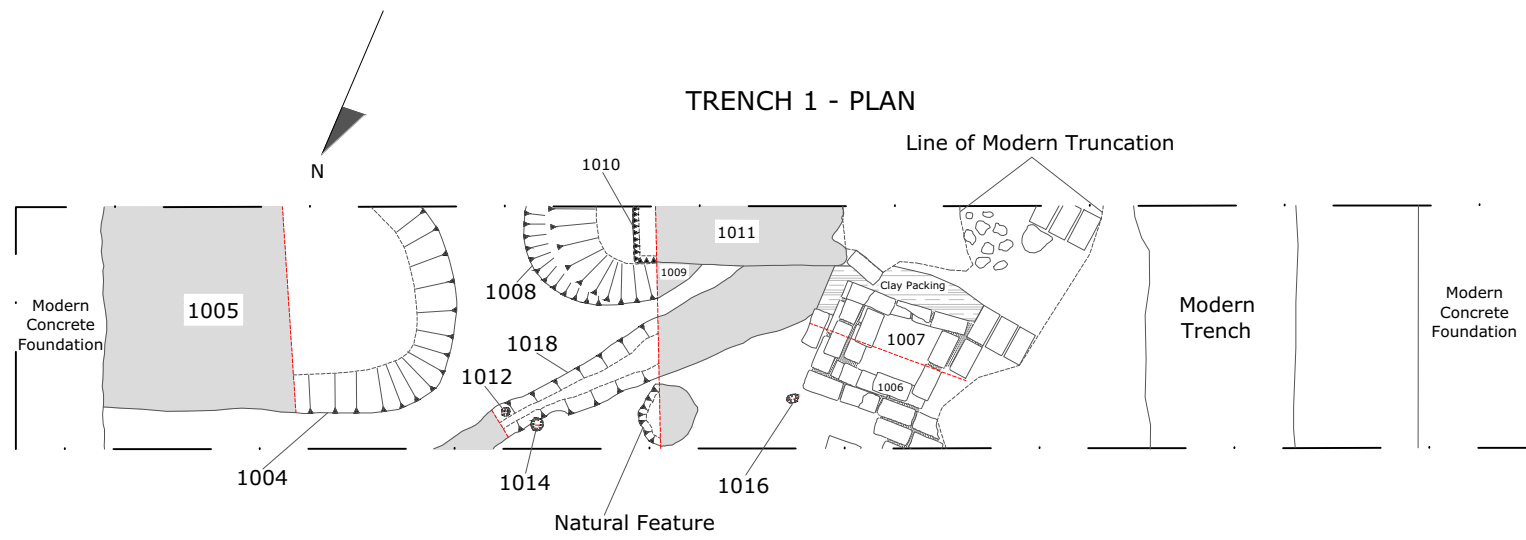 TRENCH 1 - PLAN
Line of Modern Truncation
N
1010
1011
1009
1008
Clay Packing
Modern
Concrete
Foundation
1005
1018
1012
1007
1006
Modern
Trench
Modern
Concrete
Foundation
1004
1014
1016
Natural Feature